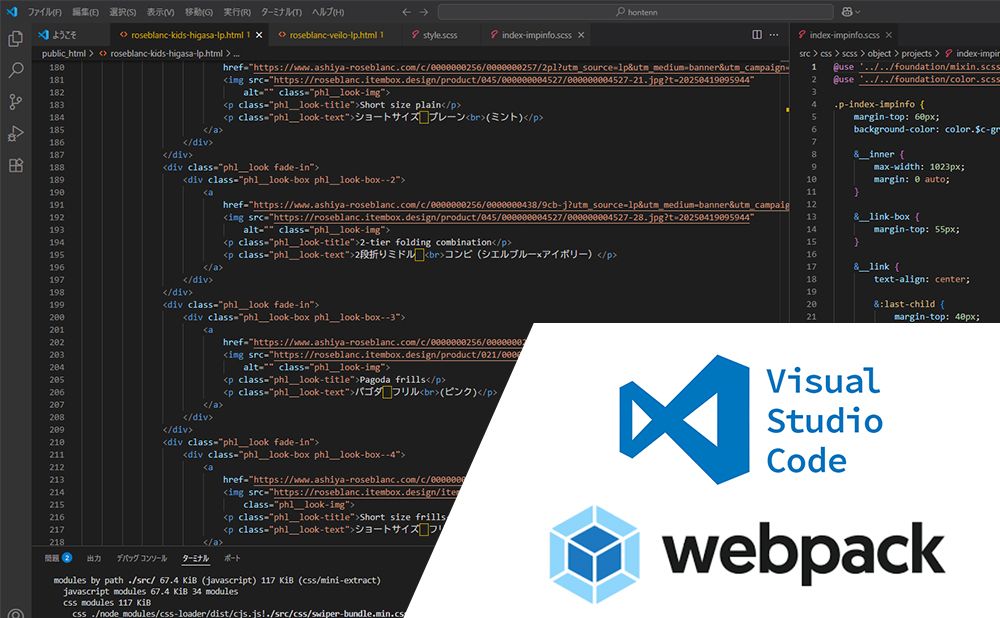 ファイル(F) 編集(E) 選択(S) 表示(V) 移動(G) 実行(R) ターミナル(T) ヘルプ(H)
hontenn
ようこそ
roseblanc-kids-higasa-lp.html 1
roseblanc-veilo-lp.html 1
style.scss
index-impinfo.scss
public_html > roseblanc-kids-higasa-lp.html > ...
180 href="https://www.ashiya-roseblanc.com/c/0000000256/0000000257/2pl?utm_source=lp&utm_medium=banner&utm_campaign=
181 <img src="https://roseblanc.itembox.design/product/045/000000004527/000000004527-21.jpg?t=20250419095944"
182 alt="" class="phl__look-img">
183 <p class="phl__look-title">Short size plain</p>
184 <p class="phl__look-text">ショートサイズ　プレーン<br>(ミント)</p>
185 </a>
186 </div>
187 </div>
188 <div class="phl__look fade-in">
189 <div class="phl__look-box phl__look-box--2">
190 <a
191 href="https://www.ashiya-roseblanc.com/c/0000000256/0000000438/9cb-j?utm_source=lp&utm_medium=banner&utm_campaig
192 <img src="https://roseblanc.itembox.design/product/045/000000004527/000000004527-28.jpg?t=20250419095944"
193 alt="" class="phl__look-img">
194 <p class="phl__look-title">2-tier folding combination</p>
195 <p class="phl__look-text">2段折りミドル　<br>コンビ（シエルブルー×アイボリー）</p>
196 </a>
197 </div>
198 </div>
199 <div class="phl__look fade-in">
200 <div class="phl__look-box phl__look-box--3">
201 <a
202 href="https://www.ashiya-roseblanc.com/c/0000000256/00000002
203 <img src="https://roseblanc.itembox.design/product/021/0000
204 alt="" class="phl__look-img">
205 <p class="phl__look-title">Pagoda frills</p>
206 <p class="phl__look-text">パゴダ　フリル<br>(ピンク)</p>
207 </a>
208 </div>
209 </div>
210 <div class="phl__look fade-in">
211 <div class="phl__look-box phl__look-box--4">
212 <a
213 href="https://www.ashiya-roseblanc.com/c/00000
214 <img src="https://roseblanc.itembox.design/item
215 class="phl__look-img">
216 <p class="phl__look-title">Short size frills
217 <p class="phl__look-text">ショートサイズ　フリ
218 </a>
index-impinfo.scss
src > css > scss > object > projects > index-impin
1 @use '../../foundation/mixin.scss
2 @use '../../foundation/color.scss
3
4 .p-index-impinfo {
5 margin-top: 60px;
6 background-color: color.$c-gr
7
8 &__inner {
9 max-width: 1023px;
10 margin: 0 auto;
11 }
12
13 &__link-box {
14 margin-top: 55px;
15 }
16
17 &__link {
18 text-align: center;
19
20 &:last-child {
21 margin-top: 40px;
問題 2 出力 デバッグ コンソール ターミナル ポート
modules by path ./src/ 67.4 KiB (javascript) 117 KiB (css/mini-extract)
javascript modules 67.4 KiB 34 modules
css modules 117 KiB
css ./node_modules/css-loader/dist/cjs.js!./src/css/swiper-bundle.min.cs
Visual
Studio
Code
webpack